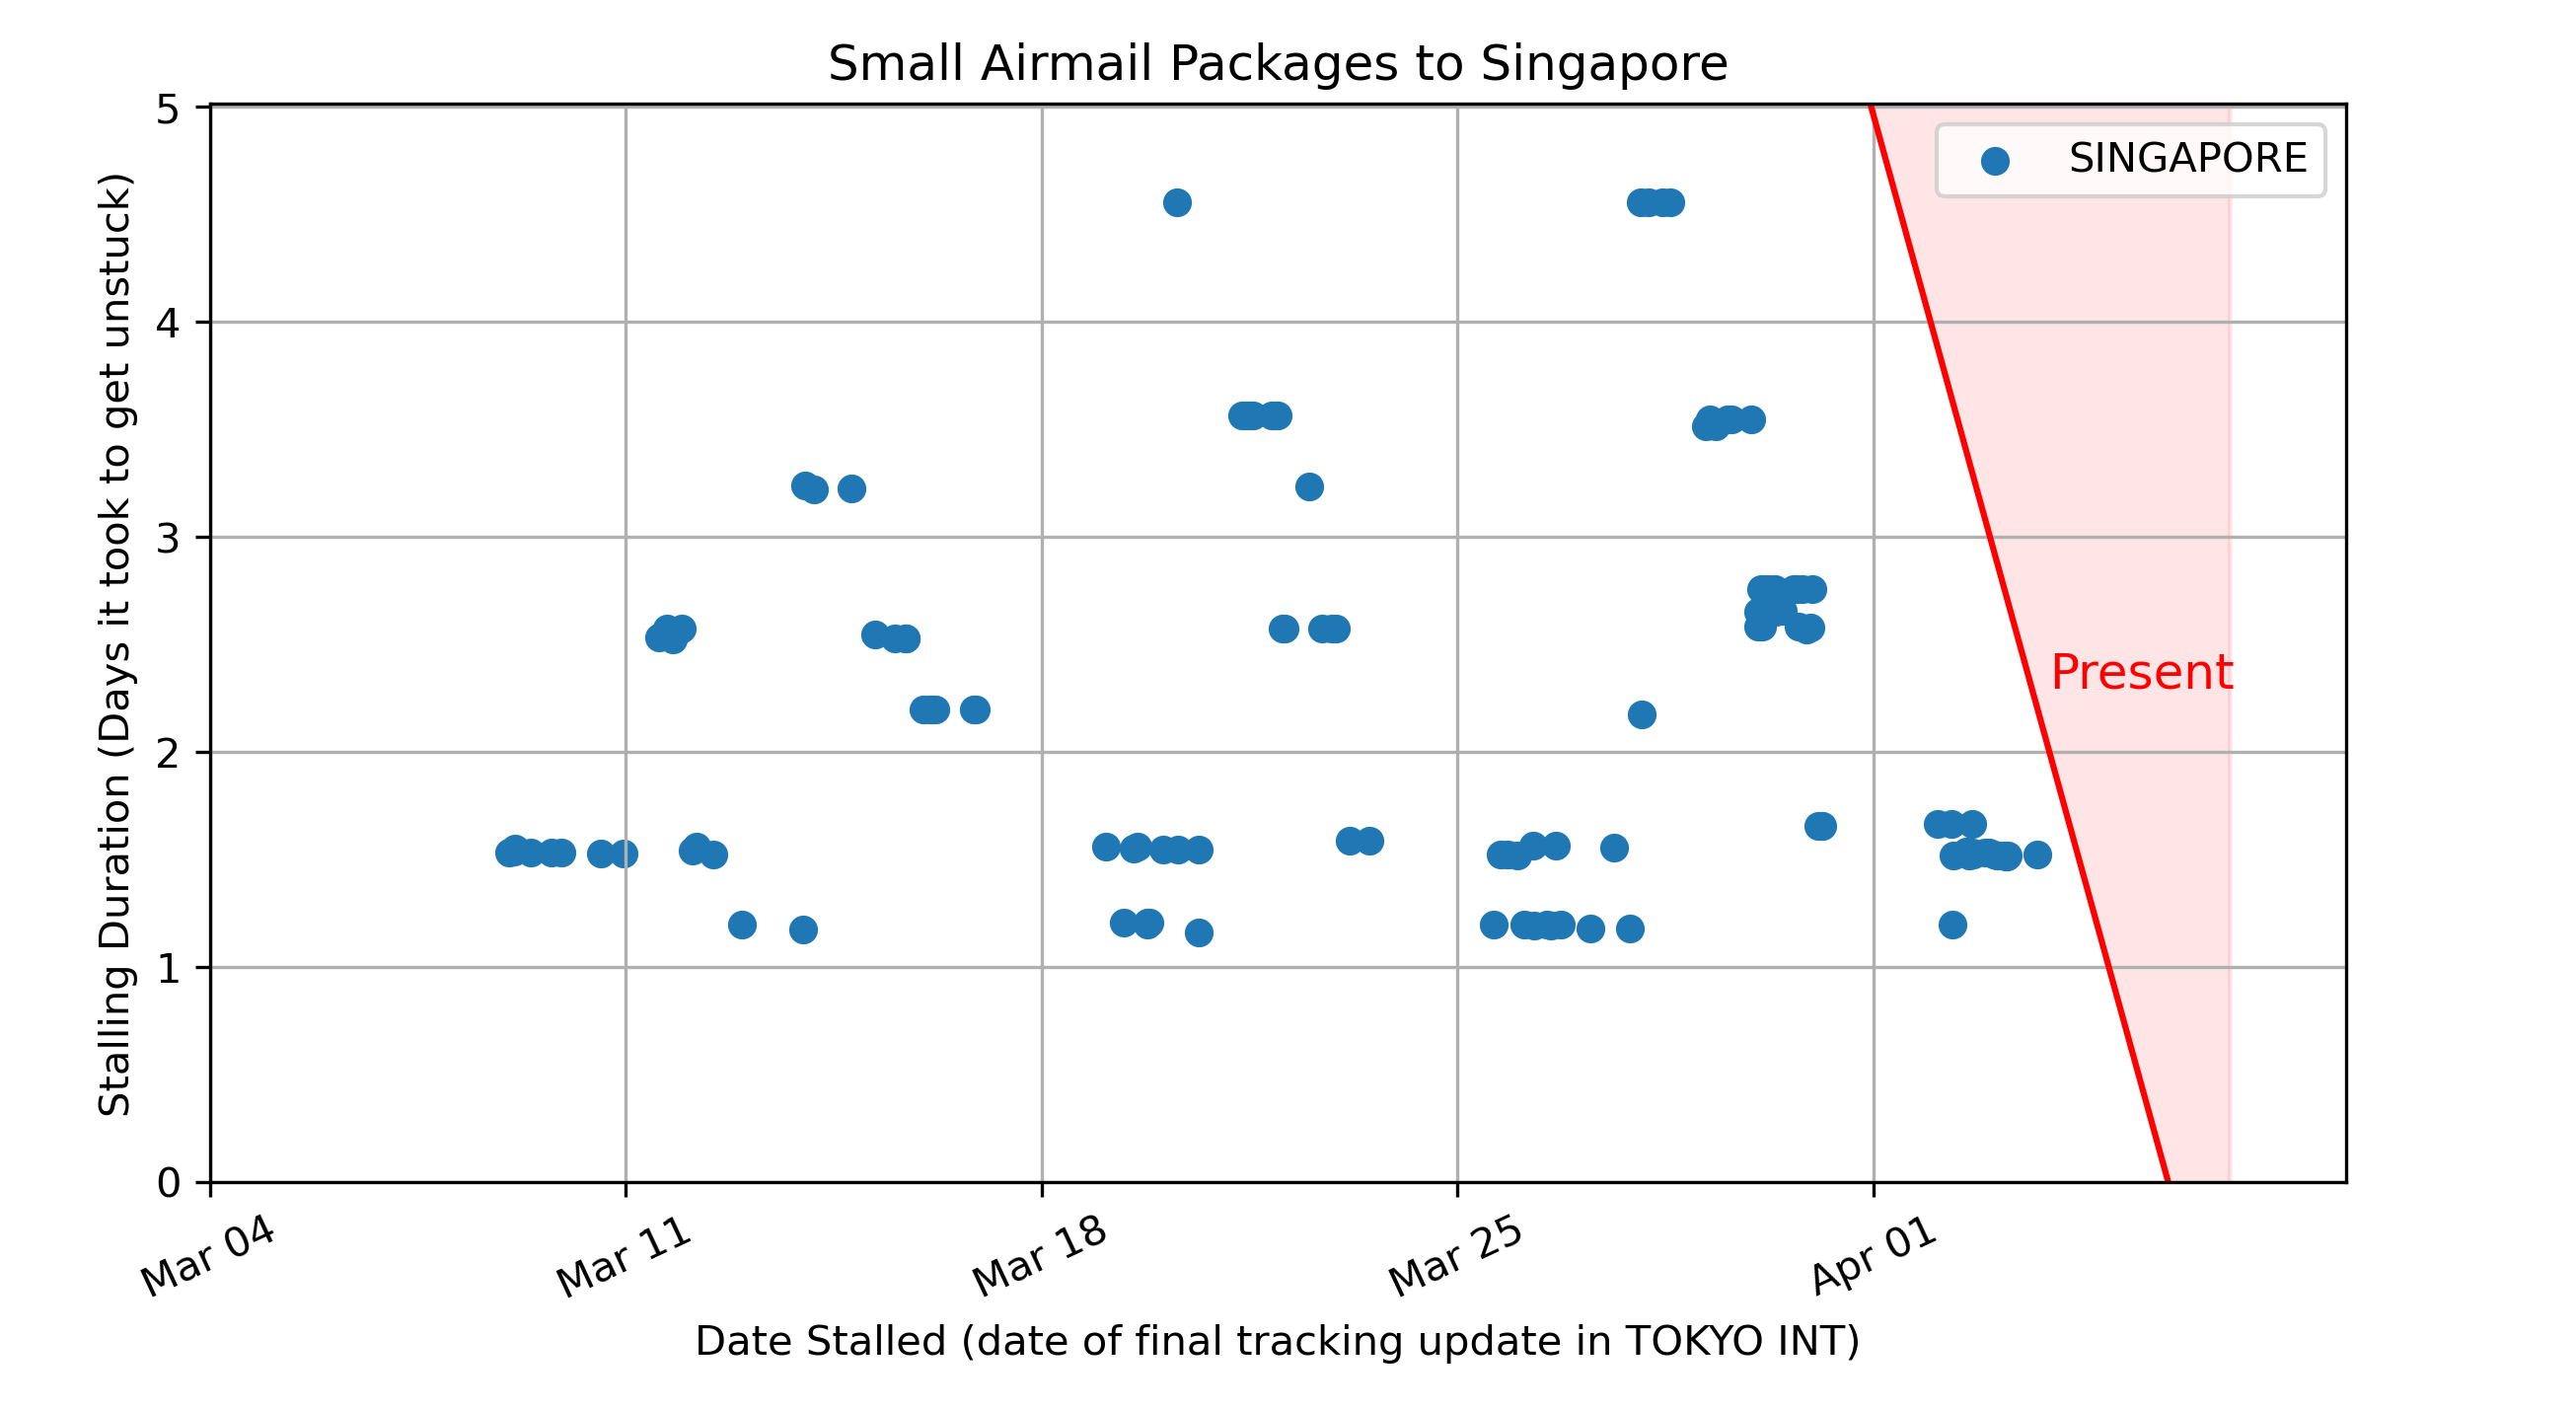 Small Airmail Packages to Singapore
Stalling Duration (Days it took to get unstuck)
5
4
3
2
1
0
SINGAPORE
Present
Mar 04
Mar 11
Mar 18
Mar 25
Apr 01
Date Stalled (date of final tracking update in TOKYO INT)